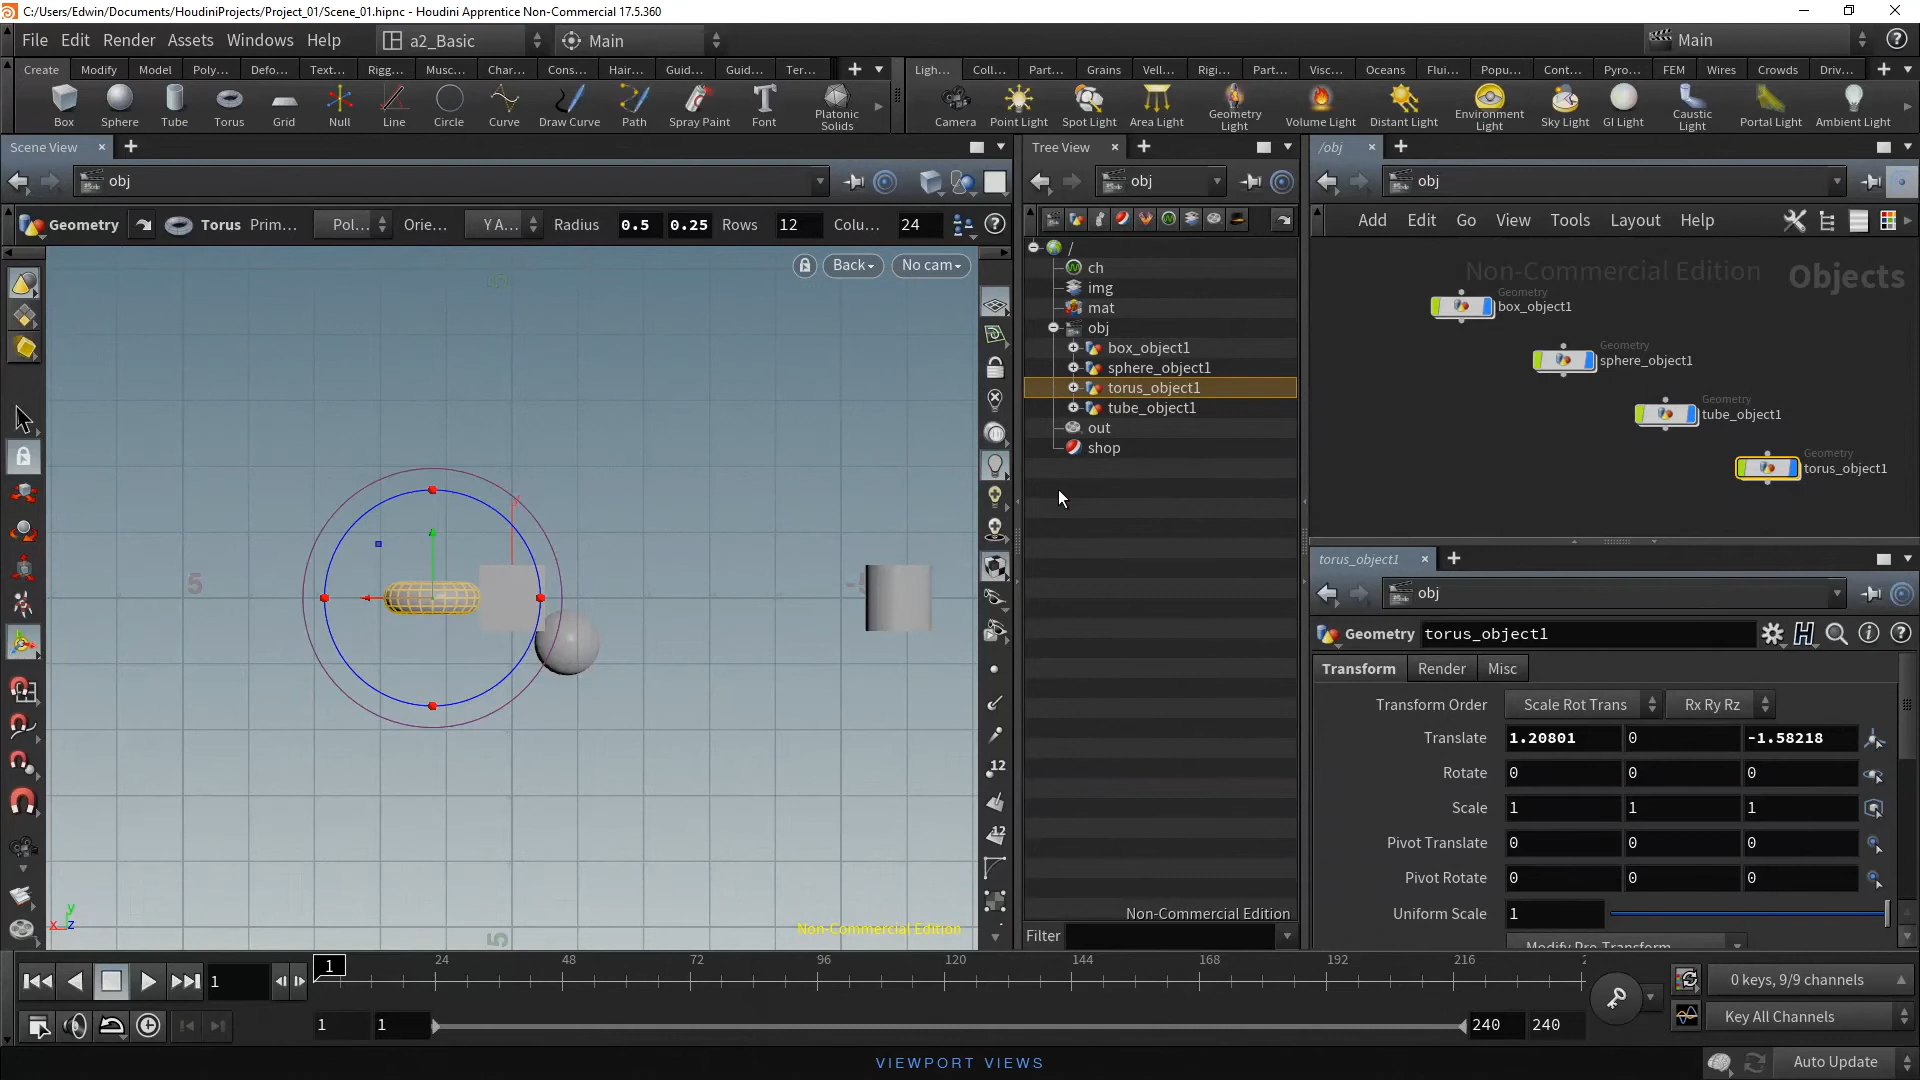 C:/Users/Edwin/Documents/HoudiniProjects/Project_01/Scene_01.hipnc - Houdini Apprentice Non-Commercial 17.5.360
File Edit Render Assets Windows Help a2_Basic Main Main
Create Modify Model Poly... Defo... Text... Rigg... Musc... Char... Cons... Hair... Guid... Guid... Ter... Ligh... Coll... Part... Grains Vell... Rigi... Part... Visc... Oceans Flui... Popu... Cont... Pyro... FEM Wires Crowds Driv...
Box Sphere Tube Torus Grid Null Line Circle Curve Draw Curve Path Spray Paint Font Platonic Solids Camera Point Light Spot Light Area Light Geometry Light Volume Light Distant Light Environment Light Sky Light GI Light Caustic Light Portal Light Ambient Light
Scene View Tree View /obj
obj obj obj
Geometry Torus Prim... Pol... Orie... Y A... Radius 0.5 0.25 Rows 12 Colu... 24
Add Edit Go View Tools Layout Help
Back No cam
/
ch
img
mat
obj
box_object1
sphere_object1
torus_object1
tube_object1
out
shop
Non-Commercial Edition Objects
Geometry
box_object1
Geometry
sphere_object1
Geometry
tube_object1
Geometry
torus_object1
5
5
5
y
y
x z
Non-Commercial Edition
12
12
Non-Commercial Edition
Filter
torus_object1
obj
Geometry torus_object1
Transform Render Misc
Transform Order Scale Rot Trans Rx Ry Rz
Translate 1.20801 0 -1.58218
Rotate 0 0 0
Scale 1 1 1
Pivot Translate 0 0 0
Pivot Rotate 0 0 0
Uniform Scale 1
Modify Pre-Transform
1 1 24 48 72 96 120 144 168 192 216 2
0 keys, 9/9 channels
1 1 240 240 Key All Channels
VIEWPORT VIEWS
Auto Update